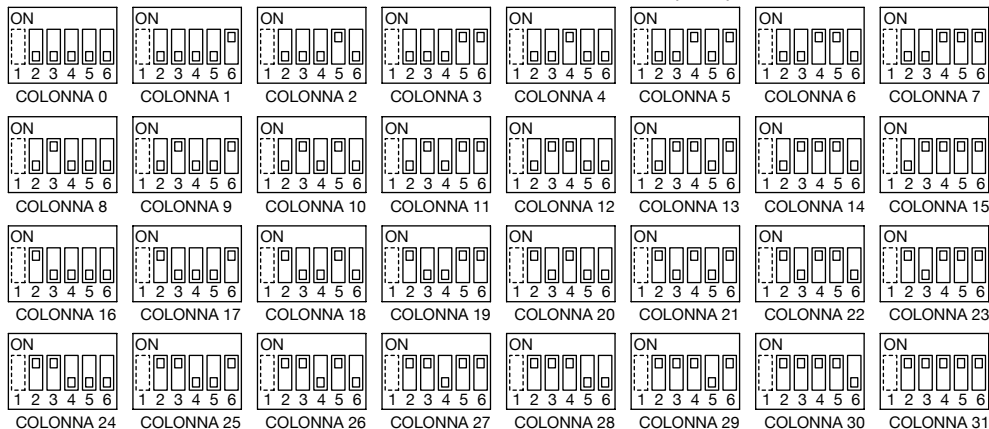 ON ON ON ON ON ON ON ON
1 2 3 4 5 6 1 2 3 4 5 6 1 2 3 4 5 6 1 2 3 4 5 6 1 2 3 4 5 6 1 2 3 4 5 6 1 2 3 4 5 6 1 2 3 4 5 6
COLONNA 0 COLONNA 1 COLONNA 2 COLONNA 3 COLONNA 4 COLONNA 5 COLONNA 6 COLONNA 7
ON ON ON ON ON ON ON ON
1 2 3 4 5 6 1 2 3 4 5 6 1 2 3 4 5 6 1 2 3 4 5 6 1 2 3 4 5 6 1 2 3 4 5 6 1 2 3 4 5 6 1 2 3 4 5 6
COLONNA 8 COLONNA 9 COLONNA 10 COLONNA 11 COLONNA 12 COLONNA 13 COLONNA 14 COLONNA 15
ON ON ON ON ON ON ON ON
1 2 3 4 5 6 1 2 3 4 5 6 1 2 3 4 5 6 1 2 3 4 5 6 1 2 3 4 5 6 1 2 3 4 5 6 1 2 3 4 5 6 1 2 3 4 5 6
COLONNA 16 COLONNA 17 COLONNA 18 COLONNA 19 COLONNA 20 COLONNA 21 COLONNA 22 COLONNA 23
ON ON ON ON ON ON ON ON
1 2 3 4 5 6 1 2 3 4 5 6 1 2 3 4 5 6 1 2 3 4 5 6 1 2 3 4 5 6 1 2 3 4 5 6 1 2 3 4 5 6 1 2 3 4 5 6
COLONNA 24 COLONNA 25 COLONNA 26 COLONNA 27 COLONNA 28 COLONNA 29 COLONNA 30 COLONNA 31